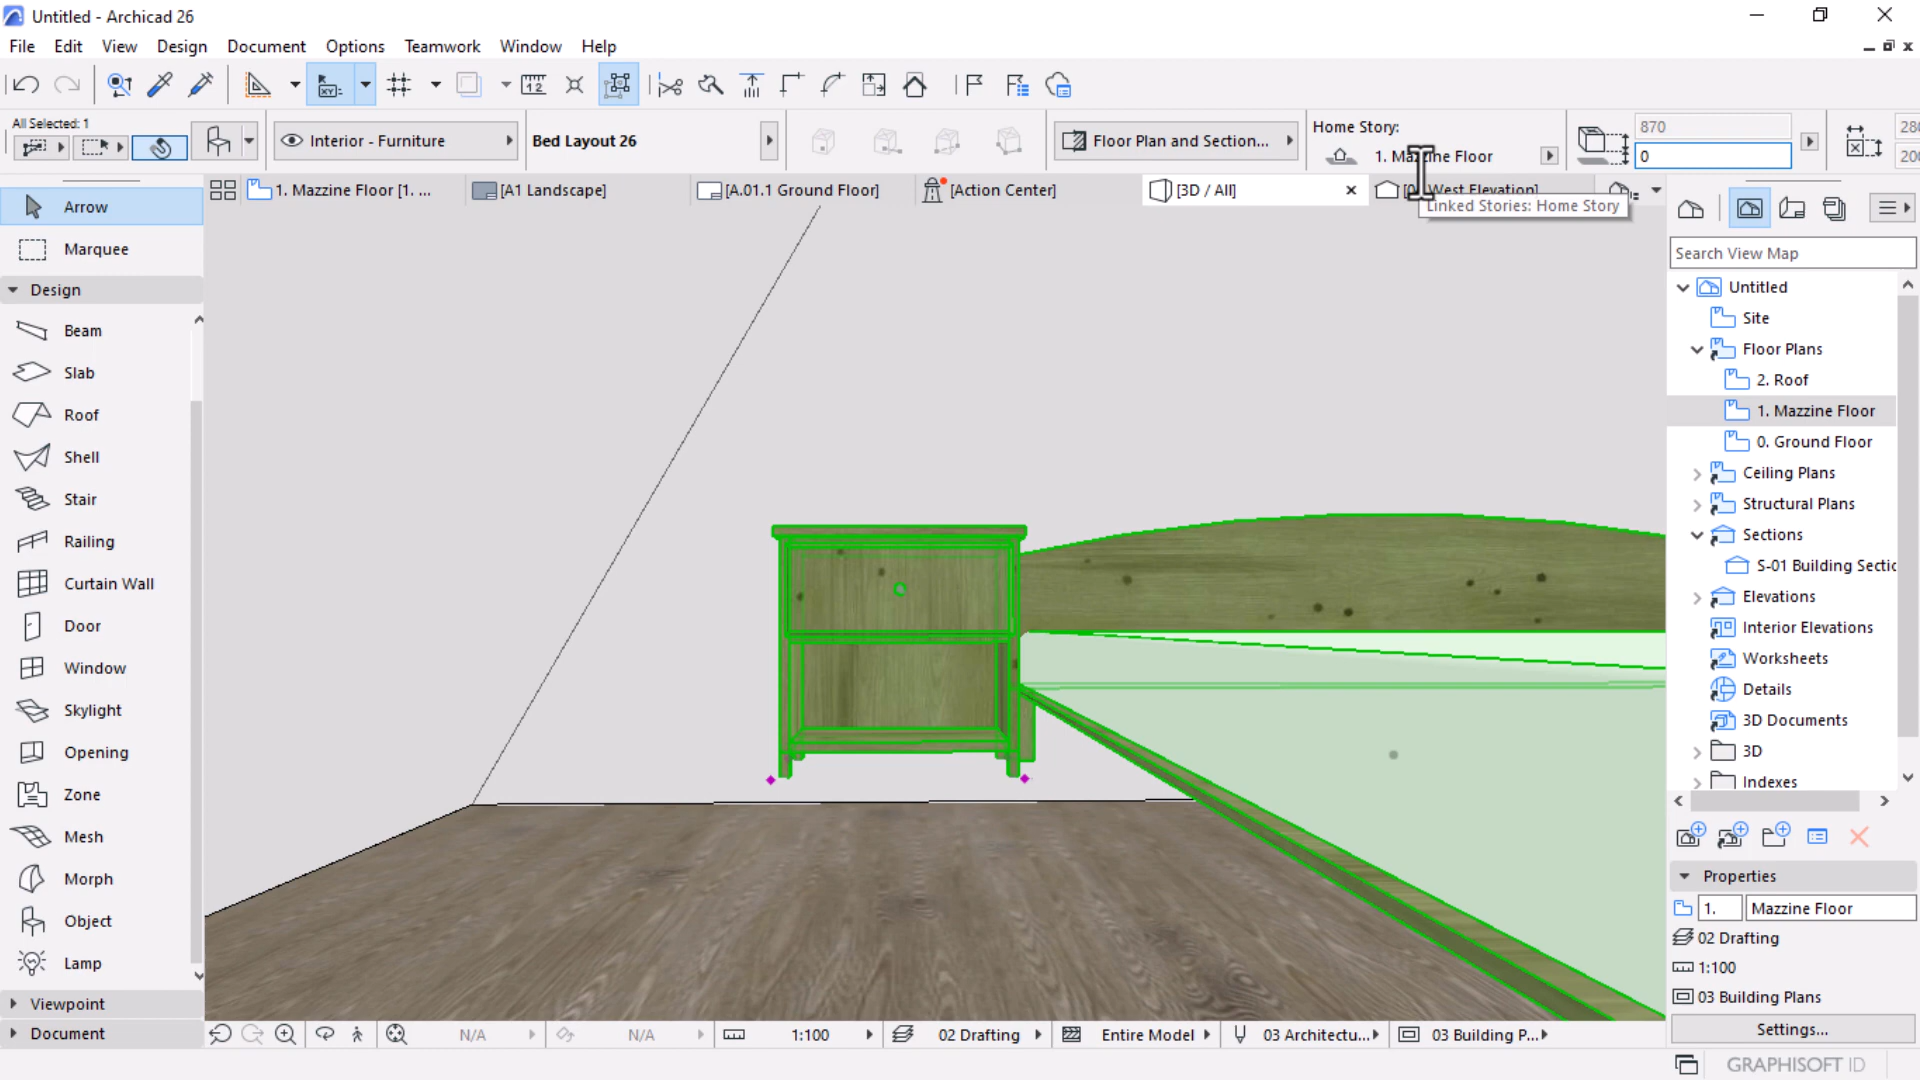 Untitled - Archicad 26
File Edit View Design Document Options Teamwork Window Help
All Selected: 1
Interior - Furniture
Bed Layout 26
Floor Plan and Section...
Home Story:
1. Mazzine Floor
870
0
1. Mazzine Floor [1. ...
[A1 Landscape]
[A.01.1 Ground Floor]
[Action Center]
[3D / All]
West Elevation]
Linked Stories: Home Story
Arrow
Marquee
Design
Beam
Slab
Roof
Shell
Stair
Railing
Curtain Wall
Door
Window
Skylight
Opening
Zone
Mesh
Morph
Object
Lamp
Viewpoint
Document
Search View Map
Untitled
Site
Floor Plans
2. Roof
1. Mazzine Floor
0. Ground Floor
Ceiling Plans
Structural Plans
Sections
S-01 Building Sectic
Elevations
Interior Elevations
Worksheets
Details
3D Documents
3D
Indexes
Properties
1. Mazzine Floor
02 Drafting
1:100
03 Building Plans
Settings...
N/A
N/A
1:100
02 Drafting
Entire Model
03 Architectu...
03 Building P...
GRAPHISOFT ID